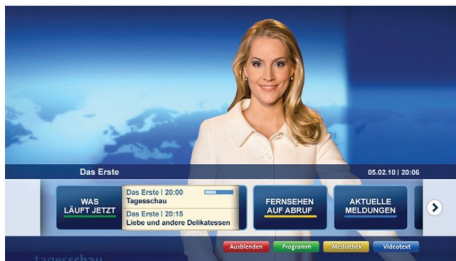 Das Erste
05.02.10 | 20:06
WAS
LÄUFT JETZT
Das Erste | 20:00
Tagesschau
Das Erste | 20:15
Liebe und andere Delikatessen
FERNSEHEN
AUF ABRUF
AKTUELLE
MELDUNGEN
Ausblenden Programm Mediathek Videotext
tagesschau